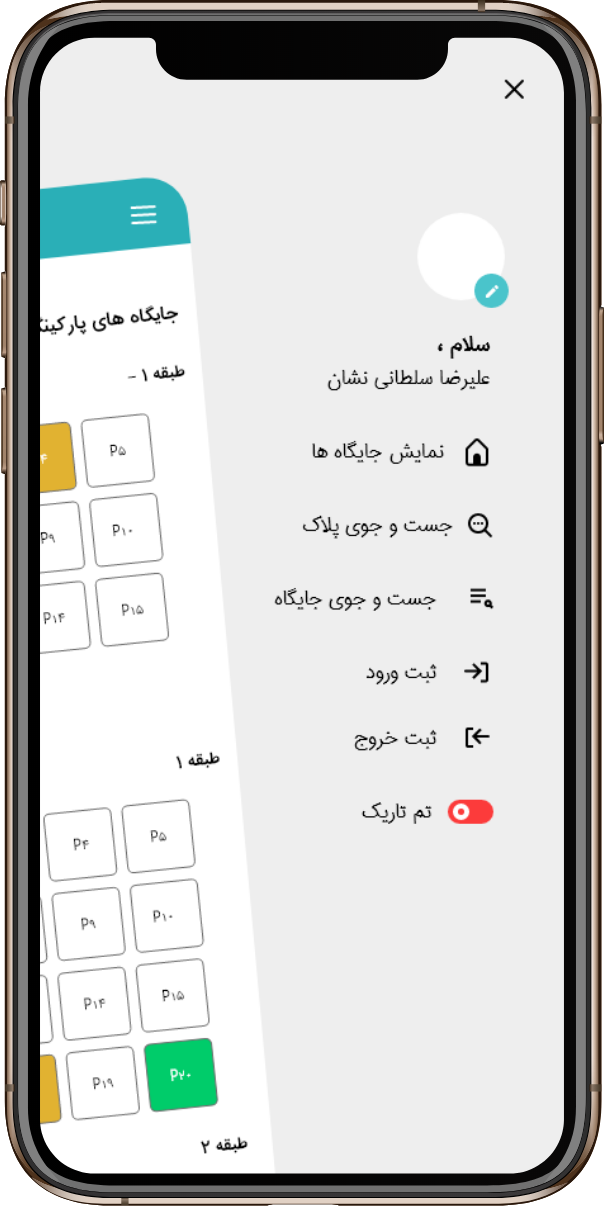 سلام ،
علیرضا سلطانی نشان
نمایش جایگاه ها
جست و جوی پلاک
جست و جوی جایگاه
ثبت ورود
ثبت خروج
تم تاریک
جایگاه های پارکینگ
طبقه ۱ -
P۵
P۱۰ P۹
P۱۵ P۱۴
طبقه ۱
P۵ P۴
P۱۰ P۹
P۱۵ P۱۴
P۲۰ P۱۹
طبقه ۲